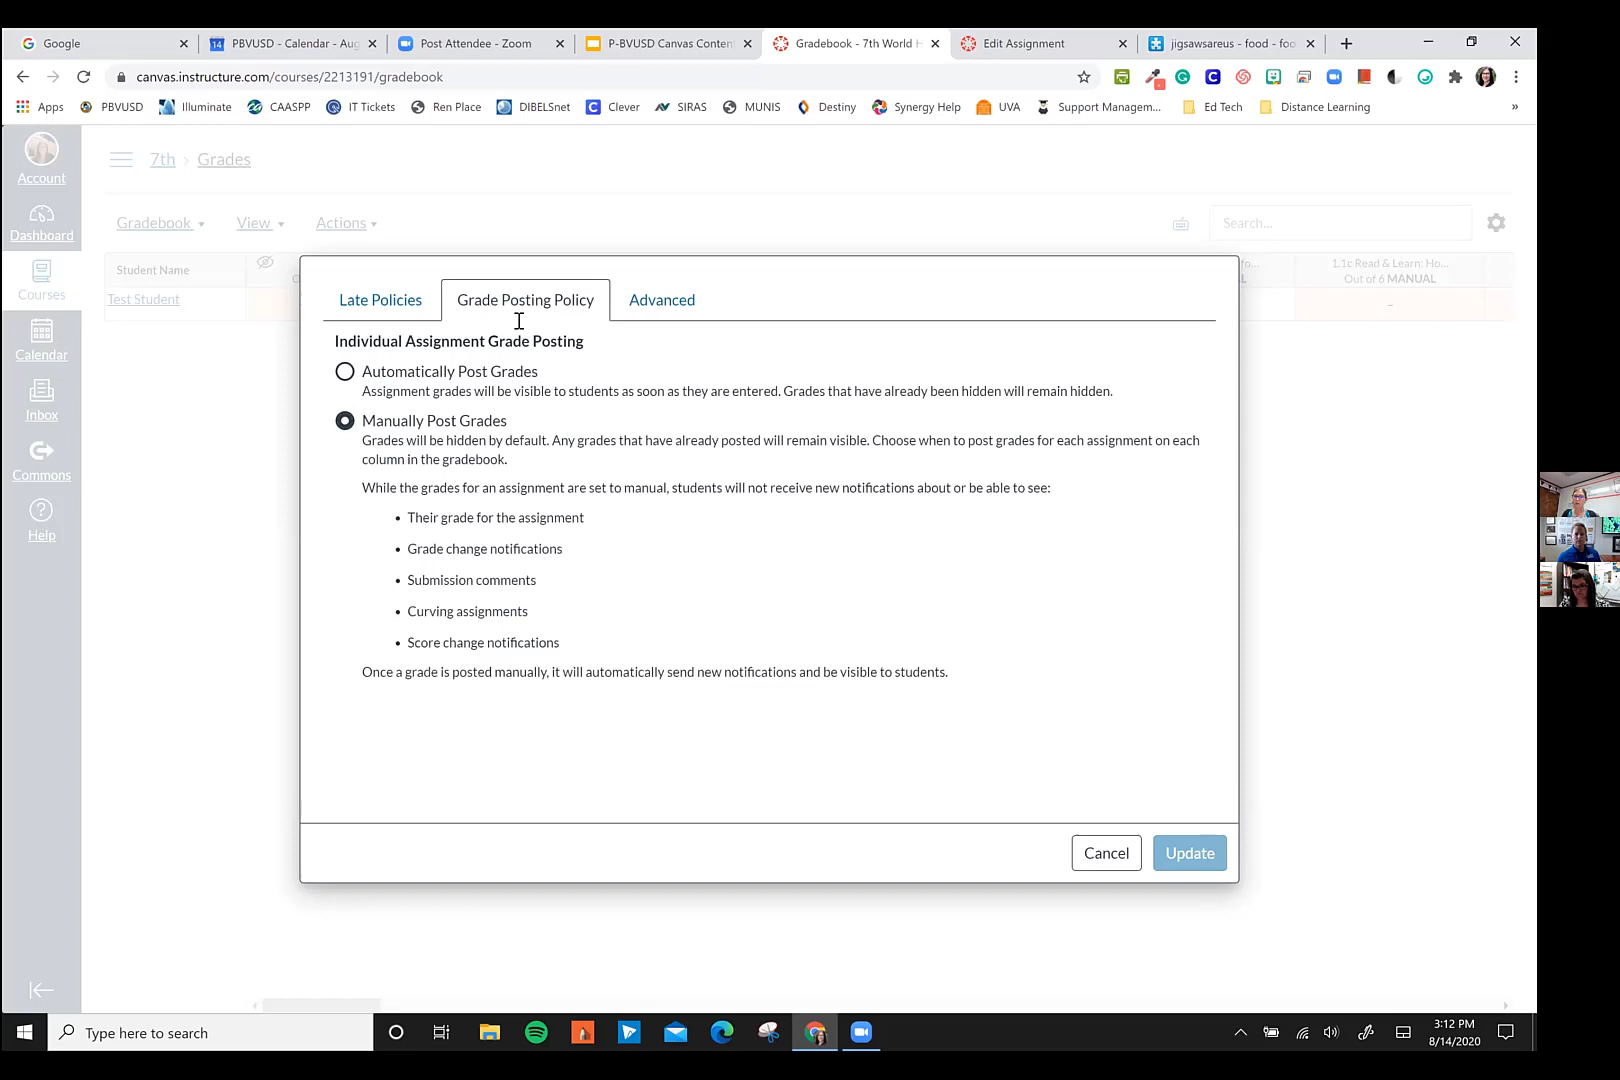 Google
PBVUSD - Calendar - Aug
Post Attendee - Zoom
P-BVUSD Canvas Conten
Gradebook - 7th World H
Edit Assignment
jigsawsareus - food - foo
canvas.instructure.com/courses/2213191/gradebook
Apps
PBVUSD
Illuminate
CAASPP
IT Tickets
Ren Place
DIBELSnet
Clever
SIRAS
MUNIS
Destiny
Synergy Help
UVA
Support Managem...
Ed Tech
Distance Learning
»
Account
Dashboard
Courses
Calendar
Inbox
Commons
Help
7th › Grades
Gradebook
View
Actions
Search...
Student Name
Test Student
1.1c Read & Learn: Ho...
Out of 6 MANUAL
–
Late Policies
Grade Posting Policy
Advanced
Individual Assignment Grade Posting
Automatically Post Grades
Assignment grades will be visible to students as soon as they are entered. Grades that have already been hidden will remain hidden.
Manually Post Grades
Grades will be hidden by default. Any grades that have already posted will remain visible. Choose when to post grades for each assignment on each
column in the gradebook.
While the grades for an assignment are set to manual, students will not receive new notifications about or be able to see:
• Their grade for the assignment
• Grade change notifications
• Submission comments
• Curving assignments
• Score change notifications
Once a grade is posted manually, it will automatically send new notifications and be visible to students.
Cancel
Update
Type here to search
3:12 PM
8/14/2020